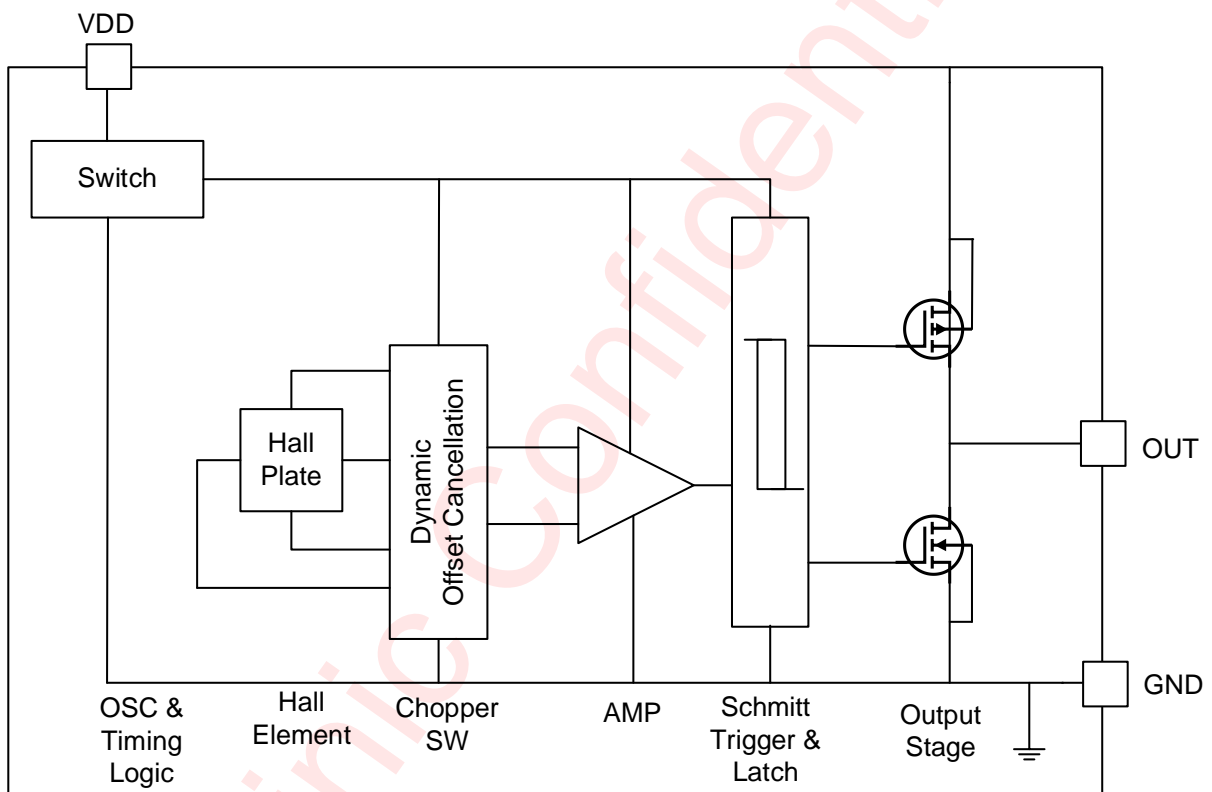 VDD
Switch
Hall
Plate
Dynamic
Offset Cancellation
OUT
GND
OSC &
Timing
Logic
Hall
Element
Chopper
SW
AMP
Schmitt
Trigger &
Latch
Output
Stage